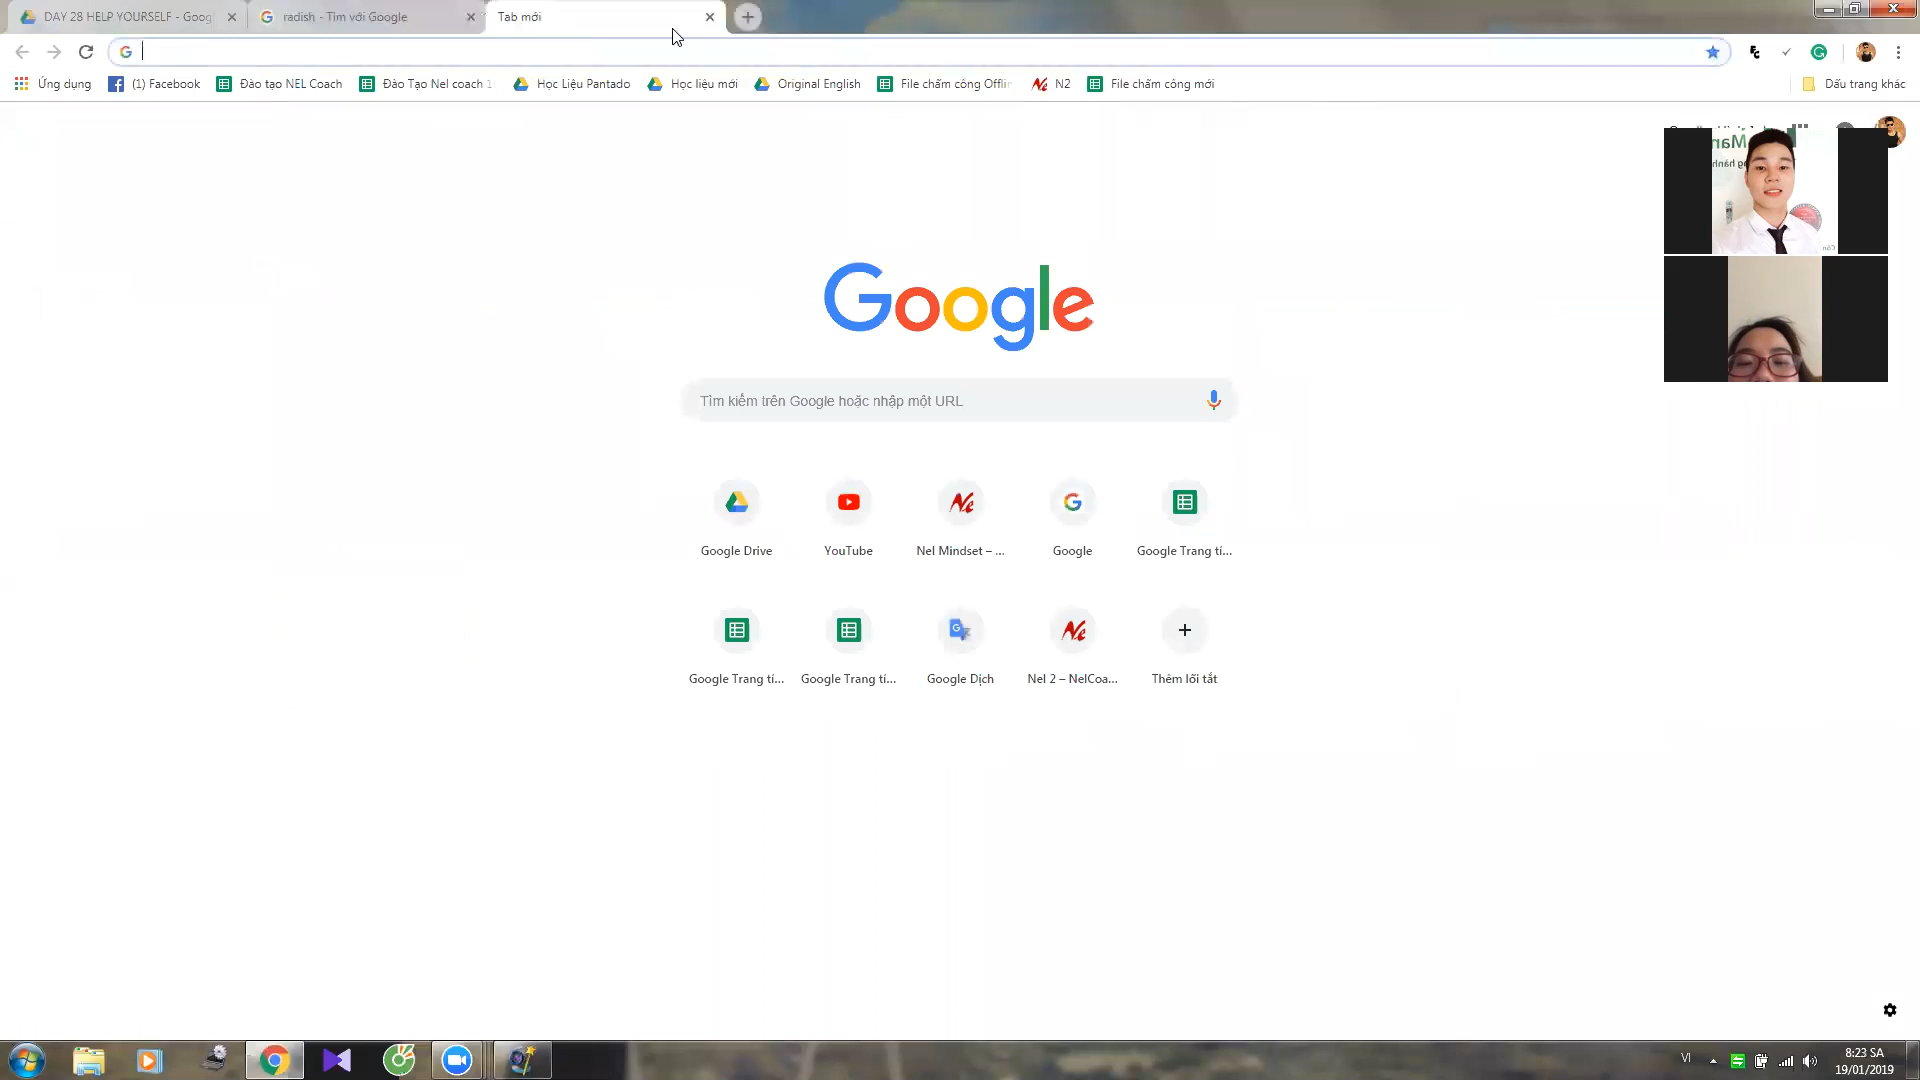 DAY 28 HELP YOURSELF - Goog
radish - Tìm với Google
Tab mới
Ứng dụng
(1) Facebook
Đào tạo NEL Coach
Đào Tạo Nel coach 1
Học Liệu Pantado
Học liệu mới
Original English
File chấm công Offlin
N2
File chấm công mới
Dấu trang khác
Google
Tìm kiếm trên Google hoặc nhập một URL
Google Drive
YouTube
Nel Mindset – ...
Google
Google Trang tí...
Google Trang tí...
Google Trang tí...
Google Dịch
Nel 2 – NelCoa...
Thêm lối tắt
VI
8:23 SA
19/01/2019